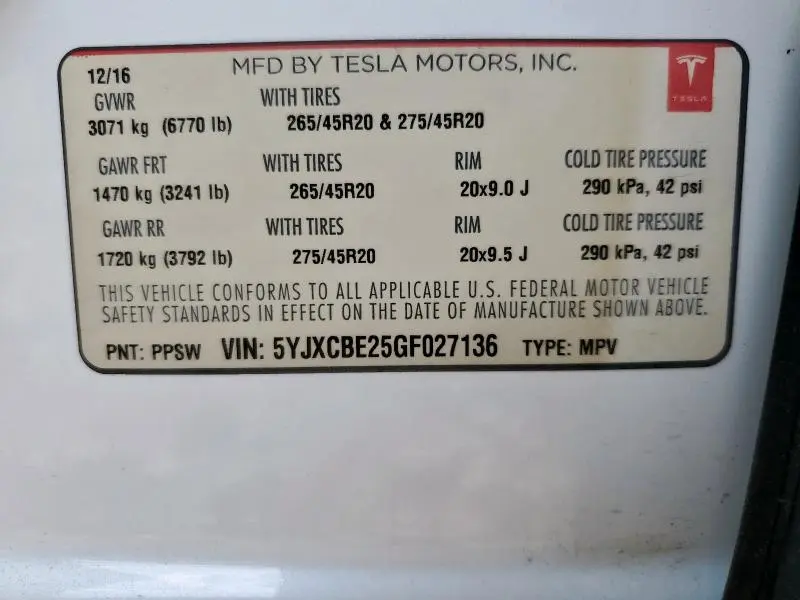 MFD BY TESLA MOTORS, INC.
12/16
TESLA
GVWR WITH TIRES
3071 kg (6770 lb) 265/45R20 & 275/45R20
GAWR FRT WITH TIRES RIM COLD TIRE PRESSURE
1470 kg (3241 lb) 265/45R20 20x9.0 J 290 kPa, 42 psi
GAWR RR WITH TIRES RIM COLD TIRE PRESSURE
1720 kg (3792 lb) 275/45R20 20x9.5 J 290 kPa, 42 psi
THIS VEHICLE CONFORMS TO ALL APPLICABLE U.S. FEDERAL MOTOR VEHICLE
SAFETY STANDARDS IN EFFECT ON THE DATE OF MANUFACTURE SHOWN ABOVE.
PNT: PPSW VIN: 5YJXCBE25GF027136 TYPE: MPV